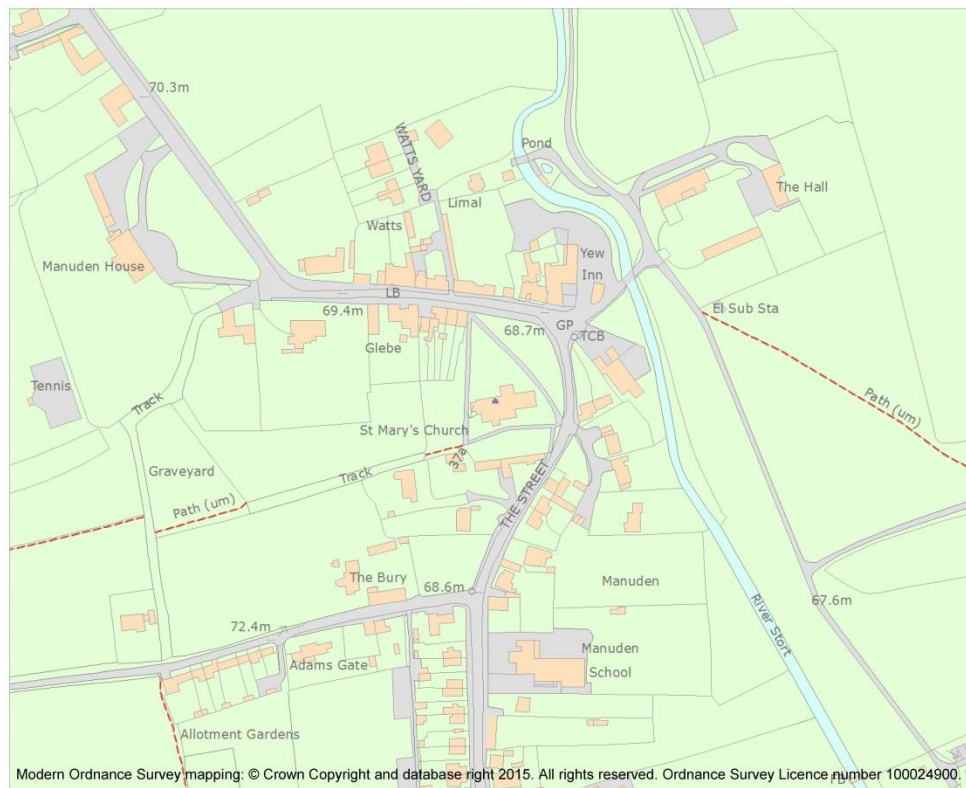 70.3m
WATTS YARD
Pond
The Hall
Limal
Watts
Manuden House
Yew
Inn
LB
69.4m
El Sub Sta
68.7m
GP
TCB
Glebe
Tennis
Track
Path (um)
St Mary's Church
37a
Graveyard
Track
Path (um)
THE STREET
The Bury
68.6m
Manuden
67.6m
River Stort
72.4m
Adams Gate
Manuden
School
Allotment Gardens
Modern Ordnance Survey mapping: © Crown Copyright and database right 2015. All rights reserved. Ordnance Survey Licence number 100024900.